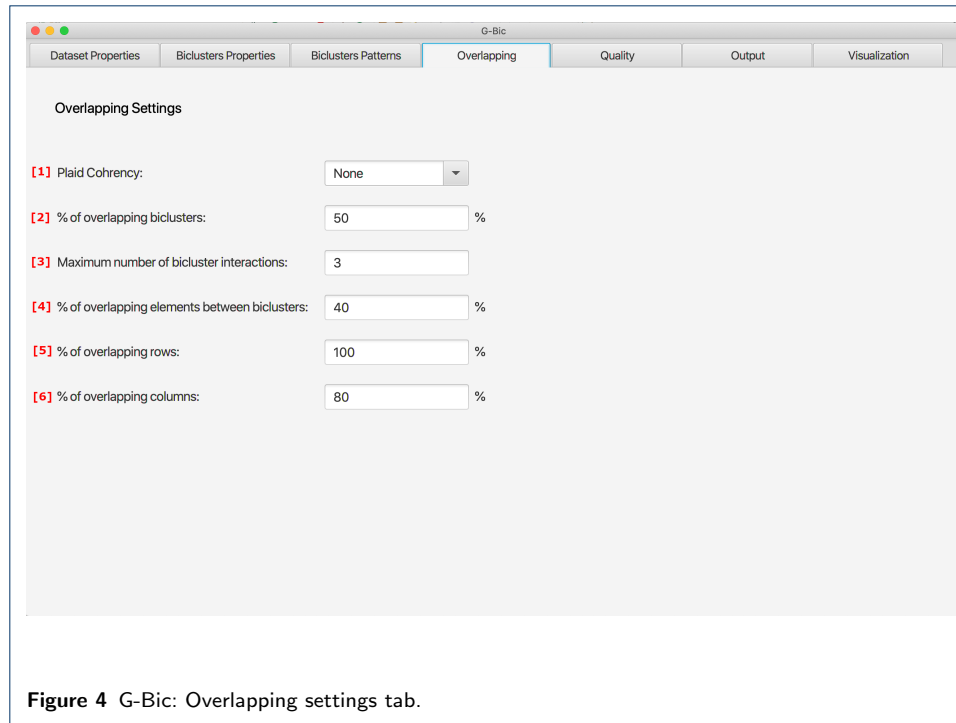 G-Bic
Dataset Properties Biclusters Properties Biclusters Patterns Overlapping Quality Output Visualization
Overlapping Settings
[1] Plaid Cohrency: None
[2] % of overlapping biclusters: 50 %
[3] Maximum number of bicluster interactions: 3
[4] % of overlapping elements between biclusters: 40 %
[5] % of overlapping rows: 100 %
[6] % of overlapping columns: 80 %
Figure 4 G-Bic: Overlapping settings tab.